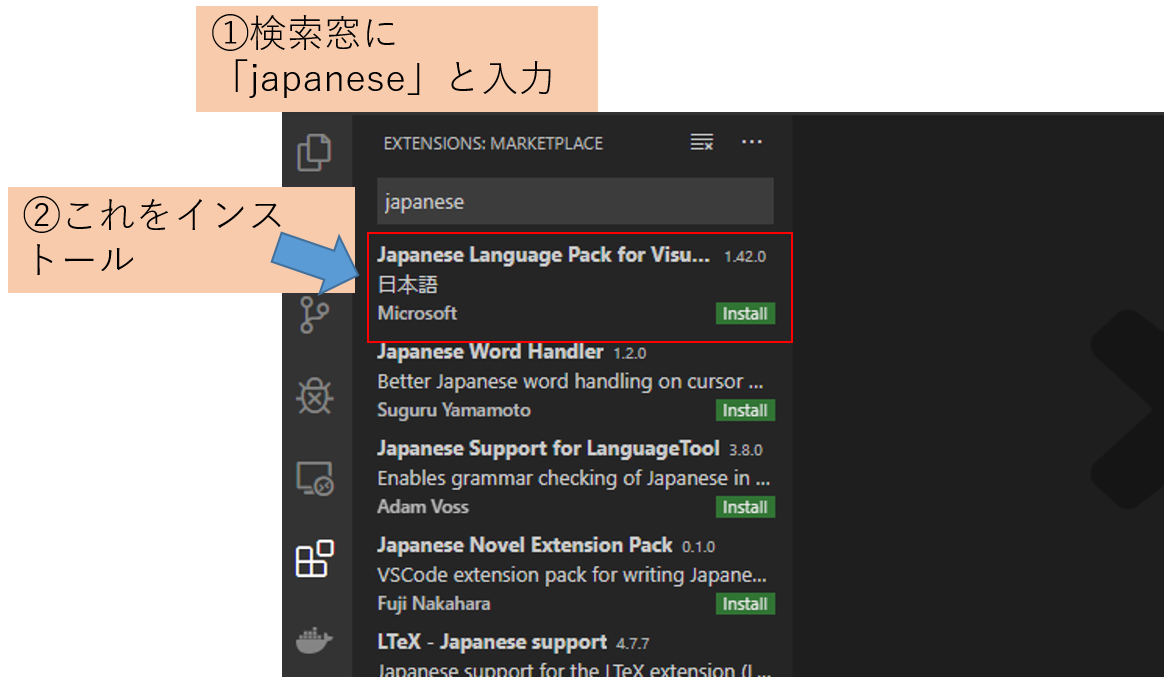 ①検索窓に
「japanese」と入力
EXTENSIONS: MARKETPLACE
japanese
②これをインス
トール
Japanese Language Pack for Visu... 1.42.0
日本語
Microsoft Install
Japanese Word Handler 1.2.0
Better Japanese word handling on cursor ...
Suguru Yamamoto Install
Japanese Support for LanguageTool 3.8.0
Enables grammar checking of Japanese in ...
Adam Voss Install
Japanese Novel Extension Pack 0.1.0
VSCode extension pack for writing Japane...
Fuji Nakahara Install
LTeX - Japanese support 4.7.7
Japanese support for the LTeX extension (L...